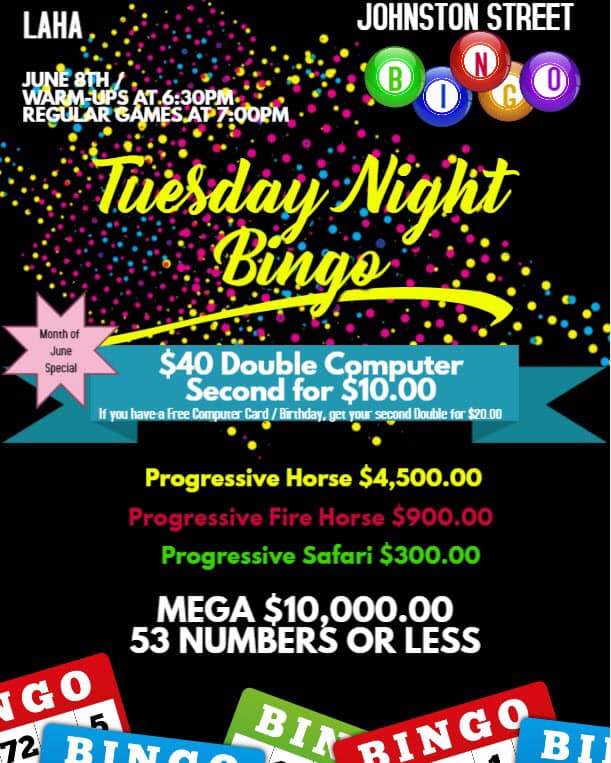 LAHA
JOHNSTON STREET
B I N G O
JUNE 8TH /
WARM-UPS AT 6:30PM
REGULAR GAMES AT 7:00PM
Tuesday Night
Bingo
Month of
June
Special
$40 Double Computer
Second for $10.00
If you have a Free Computer Card / Birthday, get your second Double for $20.00
Progressive Horse $4,500.00
Progressive Fire Horse $900.00
Progressive Safari $300.00
MEGA $10,000.00
53 NUMBERS OR LESS
INGO
5
72
BINGO
BIN
BINGO
1
BI